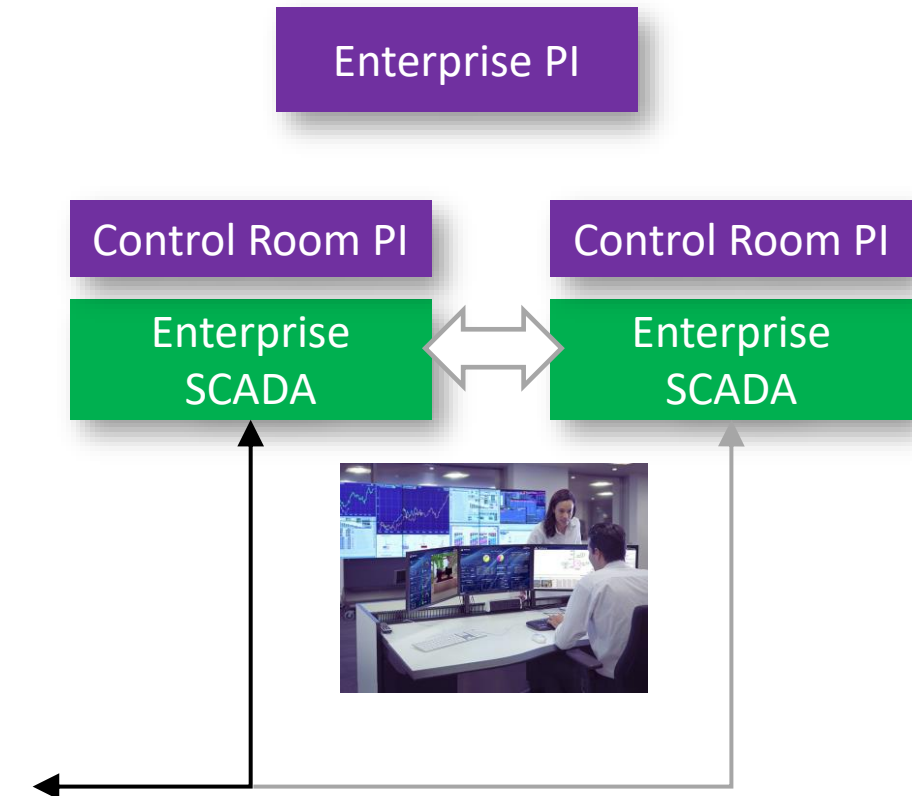 Enterprise PI
Control Room PI
Control Room PI
Enterprise
SCADA
Enterprise
SCADA